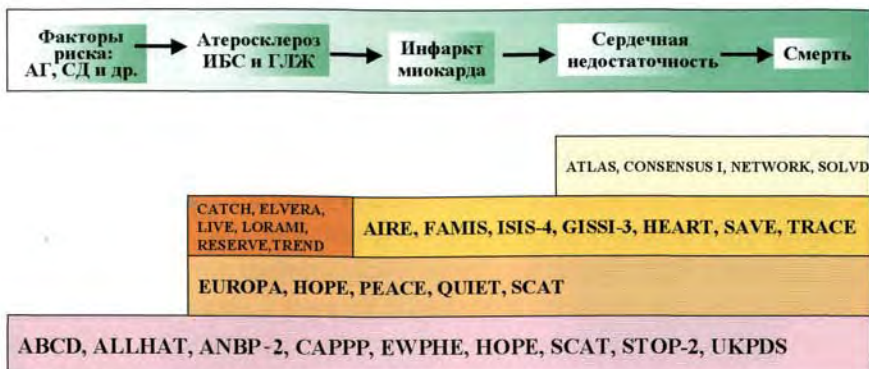 Факторы
риска:
АГ, СД и др.
Атеросклероз
ИБС и ГЛЖ
Инфаркт
миокарда
Сердечная
недостаточность
Смерть
ATLAS, CONSENSUS I, NETWORK, SOLVD
CATCH, ELVERA,
LIVE, LORAMI,
RESERVE,TREND
AIRE, FAMIS, ISIS-4, GISSI-3, HEART, SAVE, TRACE
EUROPA, HOPE, PEACE, QUIET, SCAT
ABCD, ALLHAT, ANBP-2, CAPPP, EWPHE, HOPE, SCAT, STOP-2, UKPDS